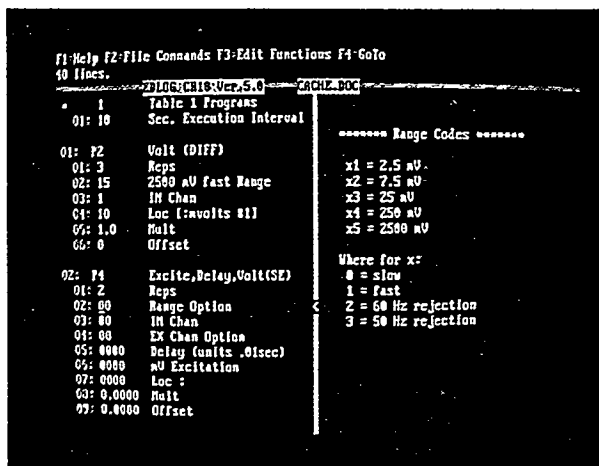 F1-Help F2-File Commands F3-Edit Functions F4-GoTo
40 lines.
EDLOG:CR10:Ver.5.0 CACHE.DOC
* 1 Table 1 Programs
01: 10 Sec. Execution Interval
01: P2 Volt (DIFF)
01: 3 Reps
02: 15 2500 mV fast Range
03: 1 IN Chan
04: 10 Loc [:mvolts #1]
05: 1.0 Mult
06: 0 Offset
02: P4 Excite,Delay,Volt(SE)
01: 2 Reps
02: 00 Range Option
03: 00 IN Chan
04: 00 EX Chan Option
05: 0000 Delay (units .01sec)
06: 0000 mV Excitation
07: 0000 Loc :
08: 0.0000 Mult
09: 0.0000 Offset
******* Range Codes *******
x1 = 2.5 mV
x2 = 7.5 mV
x3 = 25 mV
x4 = 250 mV
x5 = 2500 mV
Where for x=
0 = slow
1 = fast
2 = 60 Hz rejection
3 = 50 Hz rejection